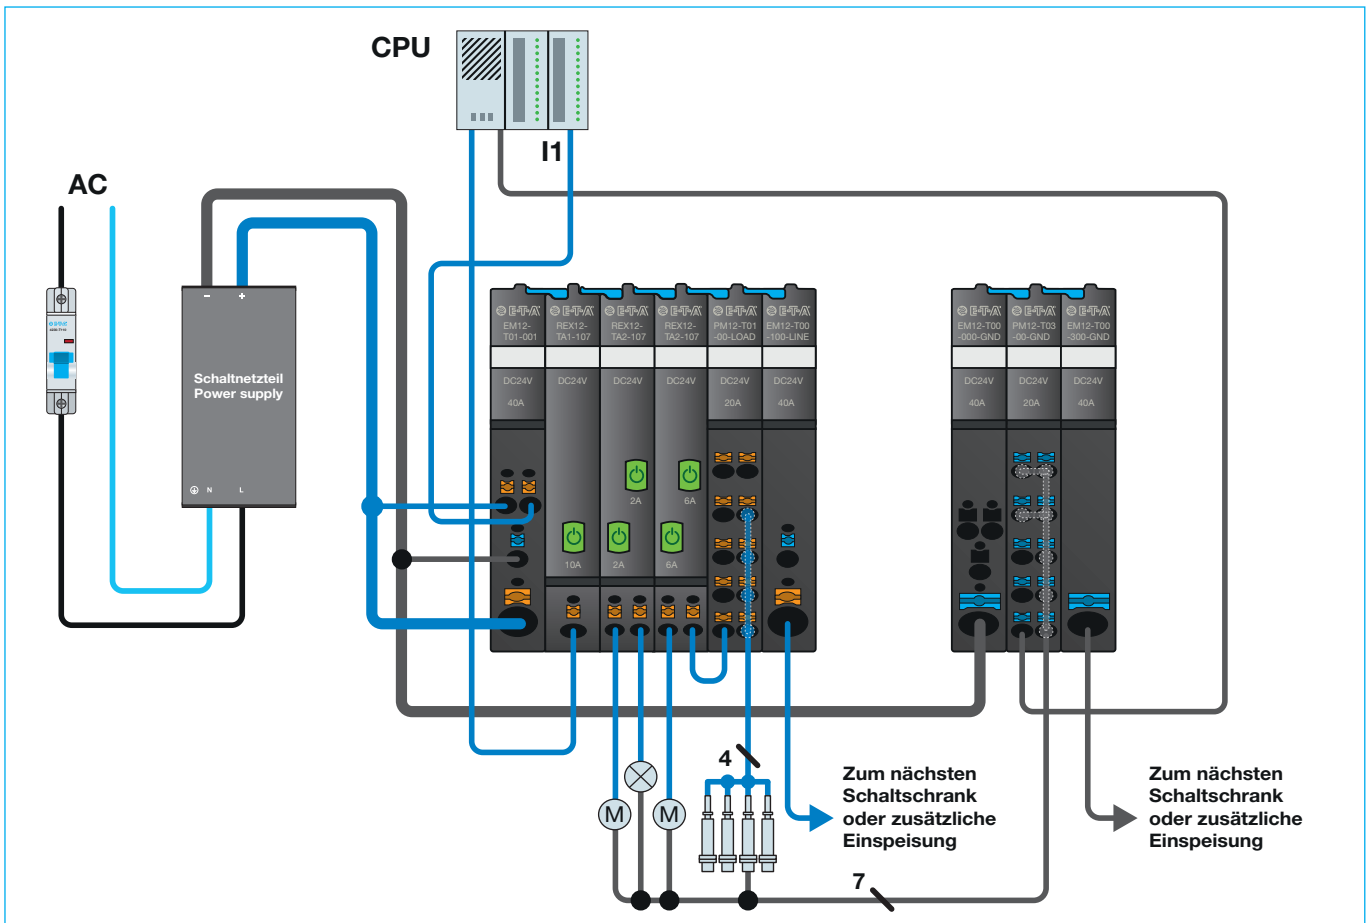 CPU
I1
AC
− +
Schaltnetzteil
Power supply
N L
E-T-A
EM12-
T01-001
DC24V
40A
E-T-A
REX12-
TA1-107
DC24V
10A
E-T-A
REX12-
TA2-107
DC24V
2A
2A
E-T-A
REX12-
TA2-107
DC24V
6A
6A
E-T-A
PM12-T01
-00-LOAD
DC24V
20A
E-T-A
EM12-T00
-100-LINE
DC24V
40A
E-T-A
EM12-T00
-000-GND
DC24V
40A
E-T-A
PM12-T03
-00-GND
DC24V
20A
E-T-A
EM12-T00
-300-GND
DC24V
40A
4
M
M
Zum nächsten
Schaltschrank
oder zusätzliche
Einspeisung
Zum nächsten
Schaltschrank
oder zusätzliche
Einspeisung
7